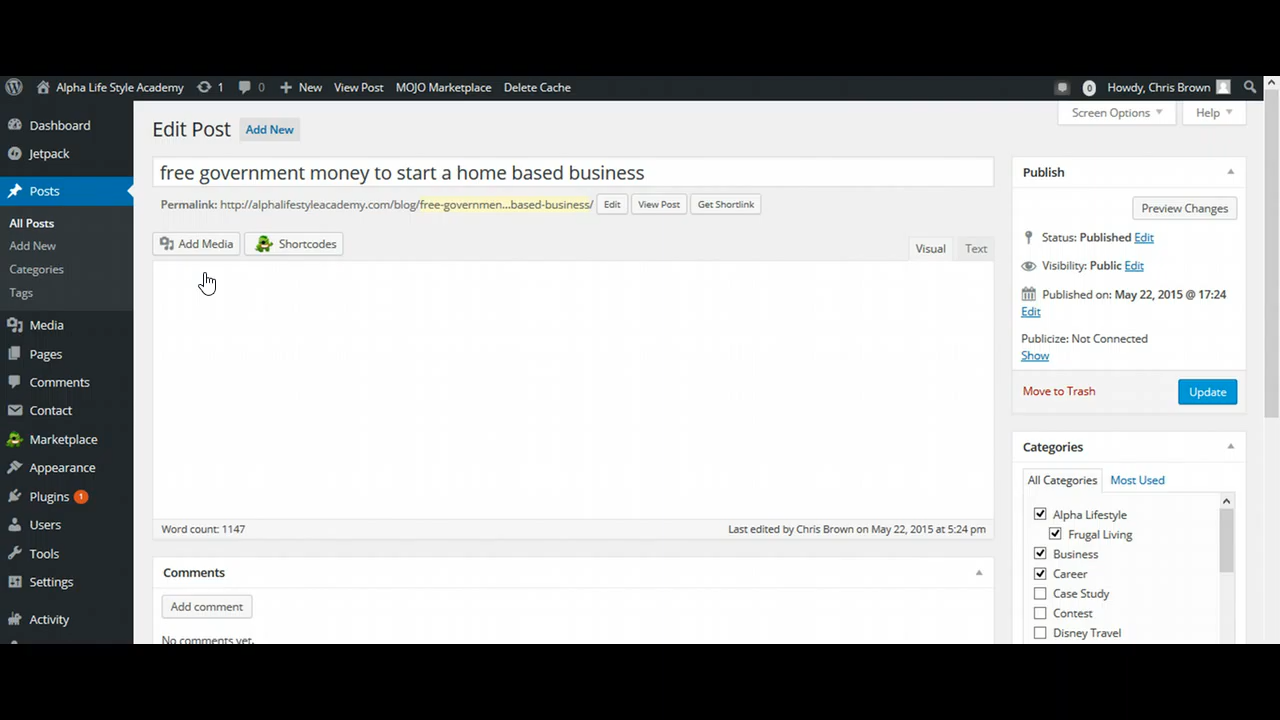 Alpha Life Style Academy 1 0 New View Post MOJO Marketplace Delete Cache 0 Howdy, Chris Brown
Screen Options Help
Dashboard
Jetpack
Posts
All Posts
Add New
Categories
Tags
Media
Pages
Comments
Contact
Marketplace
Appearance
Plugins 1
Users
Tools
Settings
Activity
Edit Post Add New
free government money to start a home based business
Permalink: http://alphalifestyleacademy.com/blog/free-governmen...based-business/ Edit View Post Get Shortlink
Add Media Shortcodes
Visual Text
Word count: 1147 Last edited by Chris Brown on May 22, 2015 at 5:24 pm
Comments
Add comment
No comments yet.
Publish
Preview Changes
Status: Published Edit
Visibility: Public Edit
Published on: May 22, 2015 @ 17:24
Edit
Publicize: Not Connected
Show
Move to Trash Update
Categories
All Categories Most Used
Alpha Lifestyle
Frugal Living
Business
Career
Case Study
Contest
Disney Travel